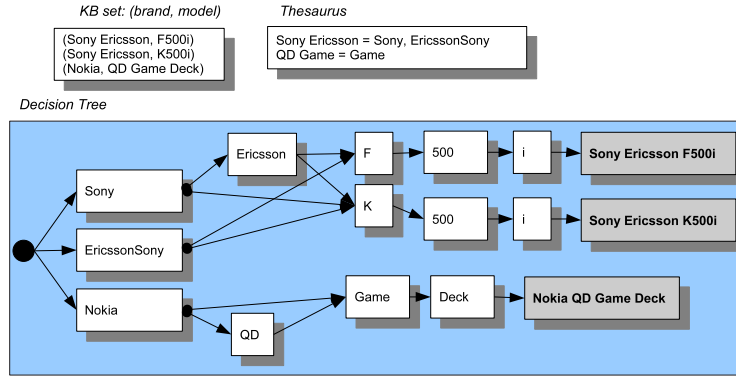 KB set: (brand, model)
Thesaurus
(Sony Ericsson, F500i)
(Sony Ericsson, K500i)
(Nokia, QD Game Deck)
Sony Ericsson = Sony, EricssonSony
QD Game = Game
Decision Tree
Ericsson
F
500
i
Sony Ericsson F500i
Sony
K
500
i
Sony Ericsson K500i
EricssonSony
Nokia
QD
Game
Deck
Nokia QD Game Deck